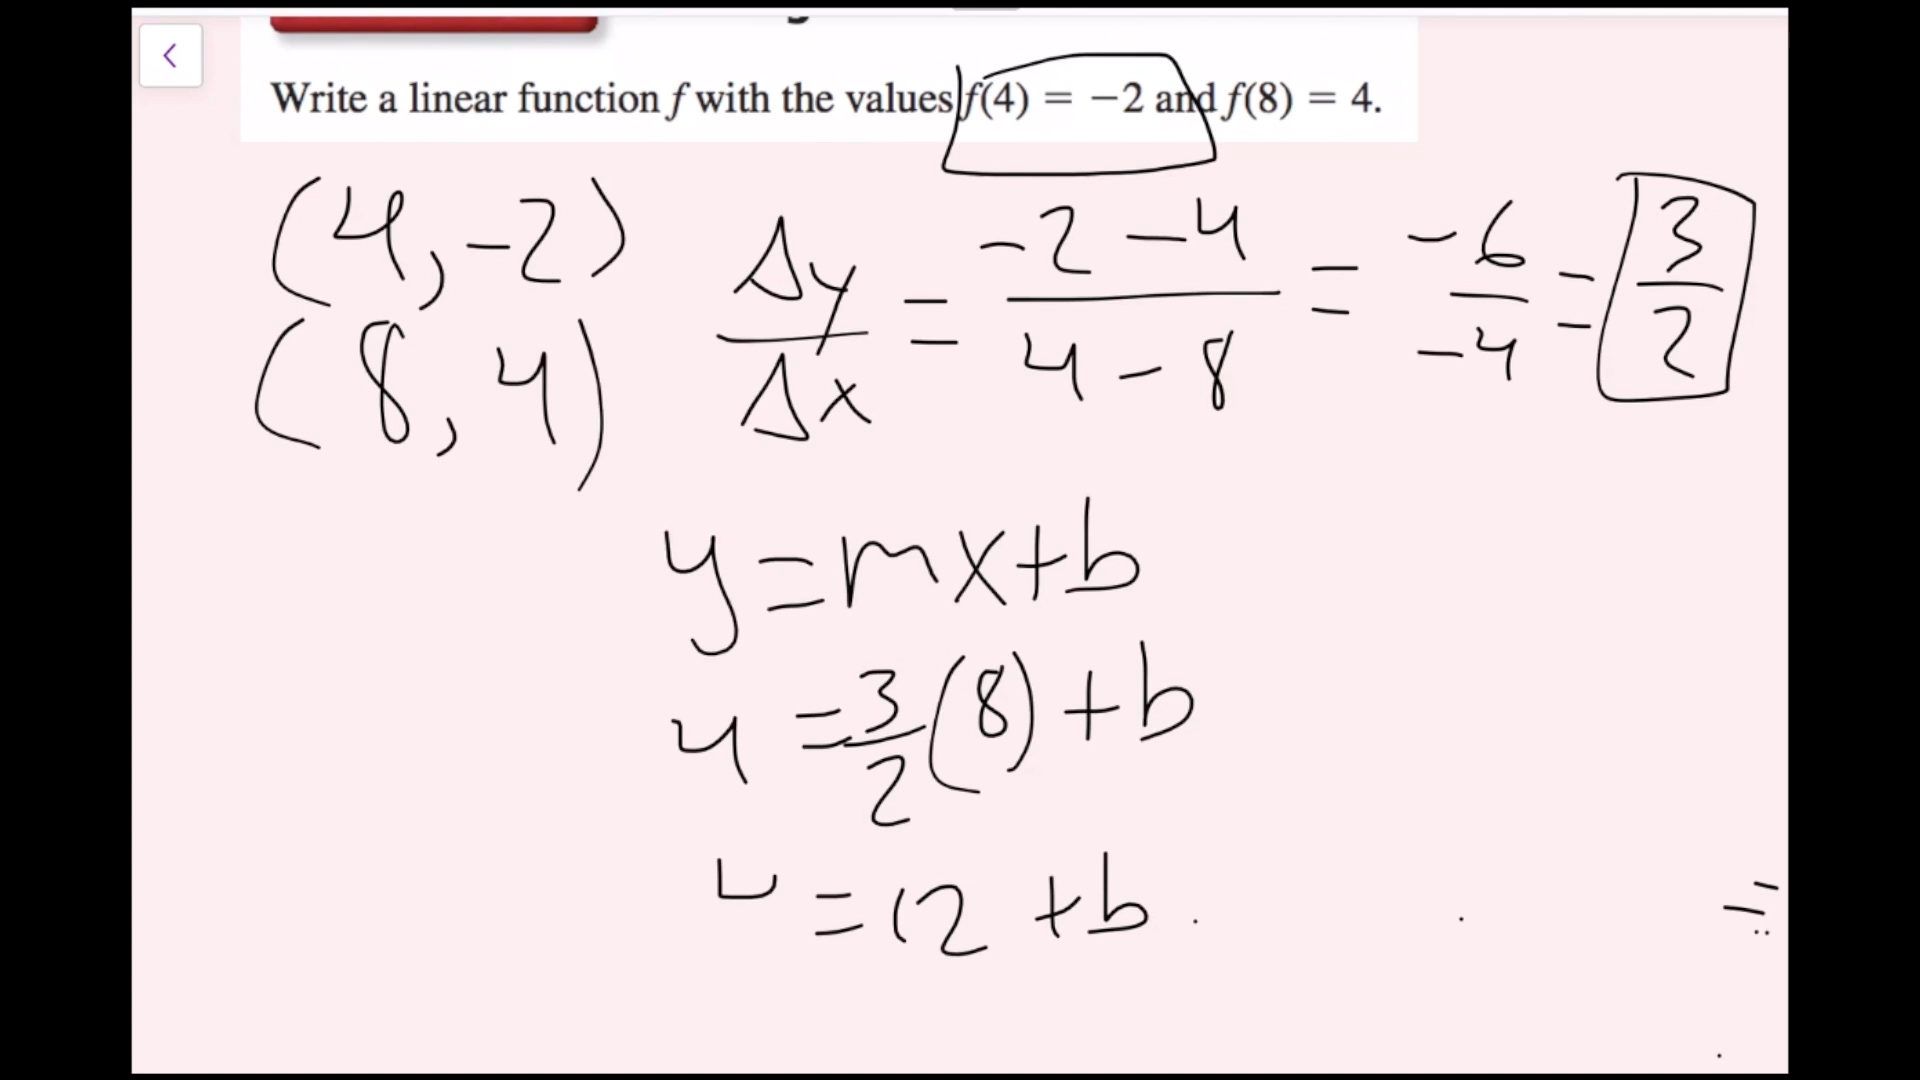 Write a linear function f with the values f(4) = −2 and f(8) = 4.
(4, -2)
(8, 4)
Δy/Δx = (-2 - 4)/(4 - 8) = -6/-4 = 3/2
y = mx + b
4 = 3/2 (8) + b
4 = 12 + b
=